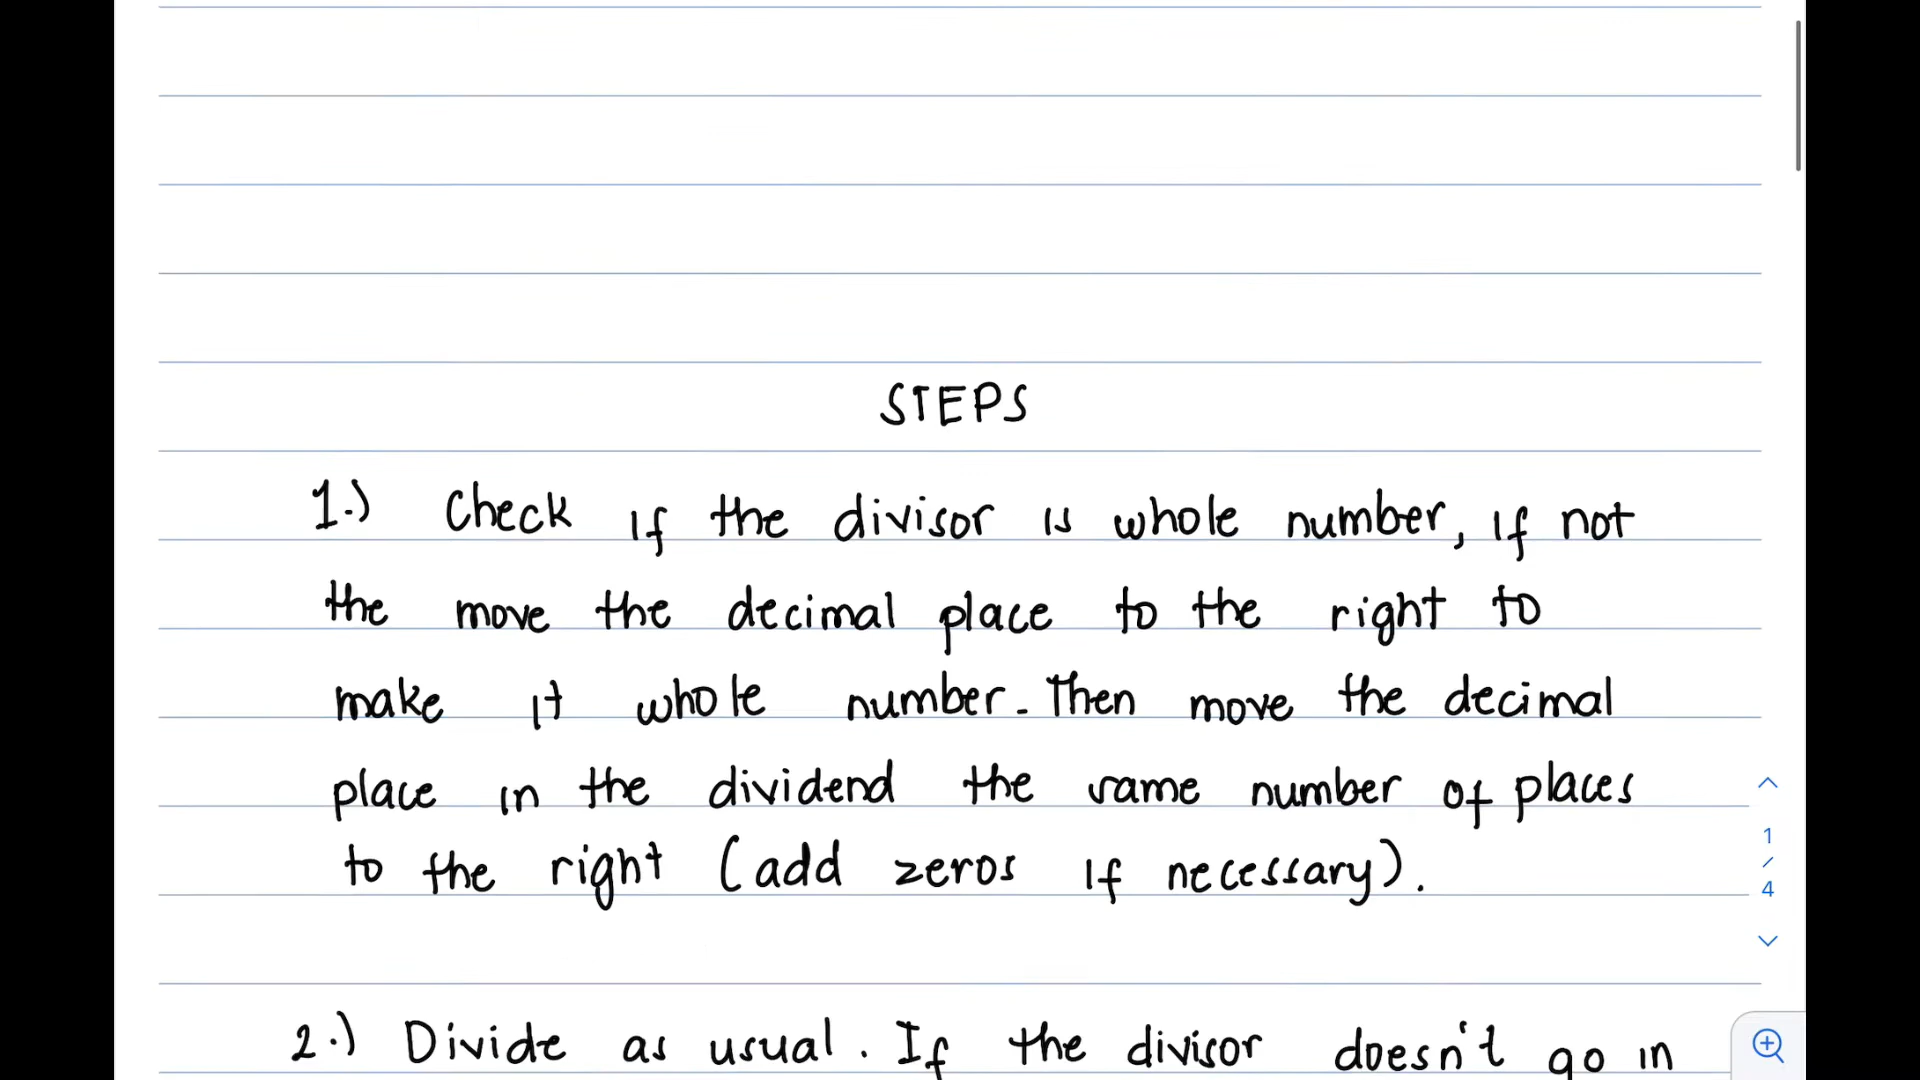 STEPS
1.) Check if the divisor is whole number, if not
the move the decimal place to the right to
make it whole number. Then move the decimal
place in the dividend the same number of places
to the right (add zeros if necessary).
2.) Divide as usual. If the divisor doesn't go in
1
/
4